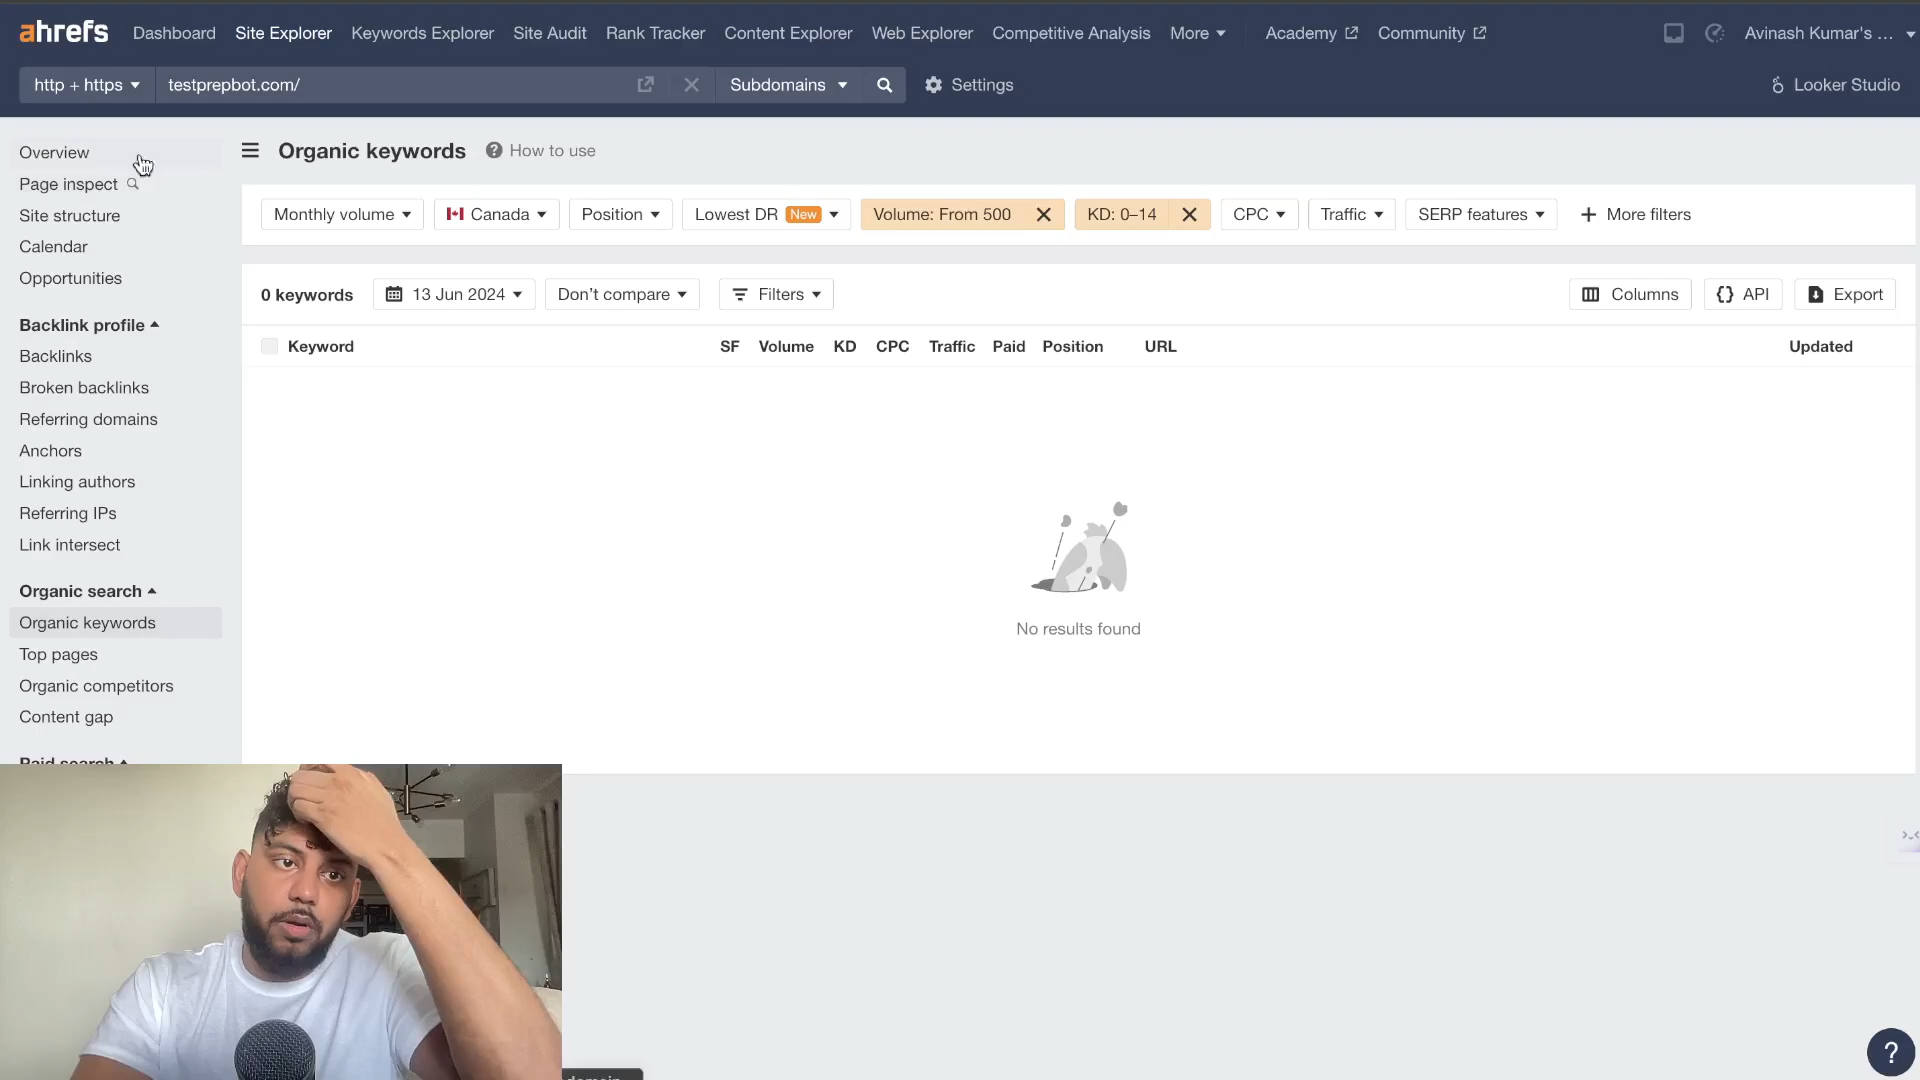 ahrefs Dashboard Site Explorer Keywords Explorer Site Audit Rank Tracker Content Explorer Web Explorer Competitive Analysis More Academy Community Avinash Kumar's ...
http + https testprepbot.com/ Subdomains Settings Looker Studio
Overview
Page inspect
Site structure
Calendar
Opportunities
Backlink profile
Backlinks
Broken backlinks
Referring domains
Anchors
Linking authors
Referring IPs
Link intersect
Organic search
Organic keywords
Top pages
Organic competitors
Content gap
Paid search
Organic keywords ? How to use
Monthly volume Canada Position Lowest DR New Volume: From 500 KD: 0–14 CPC Traffic SERP features + More filters
0 keywords 13 Jun 2024 Don't compare Filters Columns {} API Export
Keyword SF Volume KD CPC Traffic Paid Position URL Updated
No results found
?